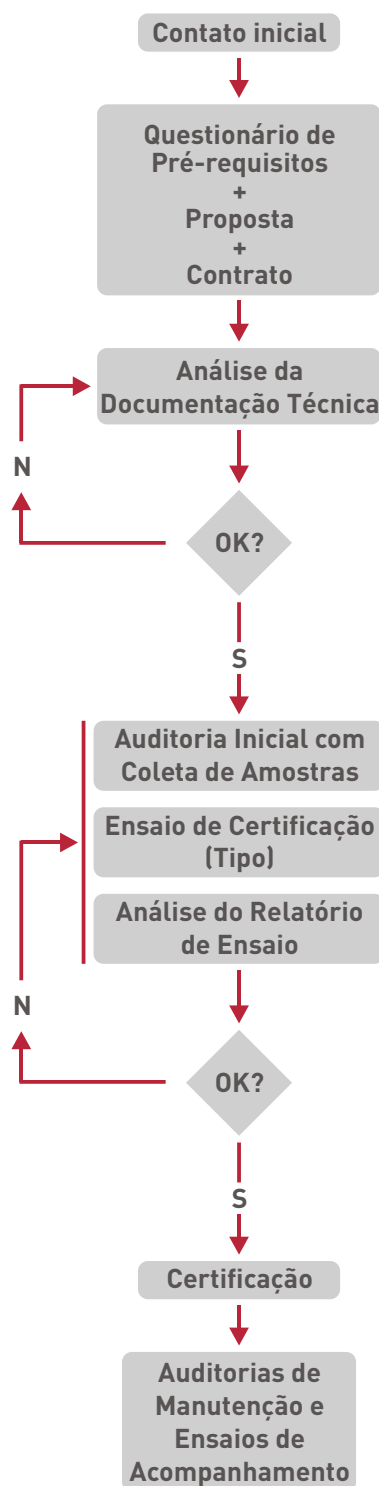 Contato inicial
Questionário de
Pré-requisitos
+
Proposta
+
Contrato
Análise da
Documentação Técnica
N
OK?
S
Auditoria Inicial com
Coleta de Amostras
Ensaio de Certificação
(Tipo)
Análise do Relatório
de Ensaio
N
OK?
S
Certificação
Auditorias de
Manutenção e
Ensaios de
Acompanhamento